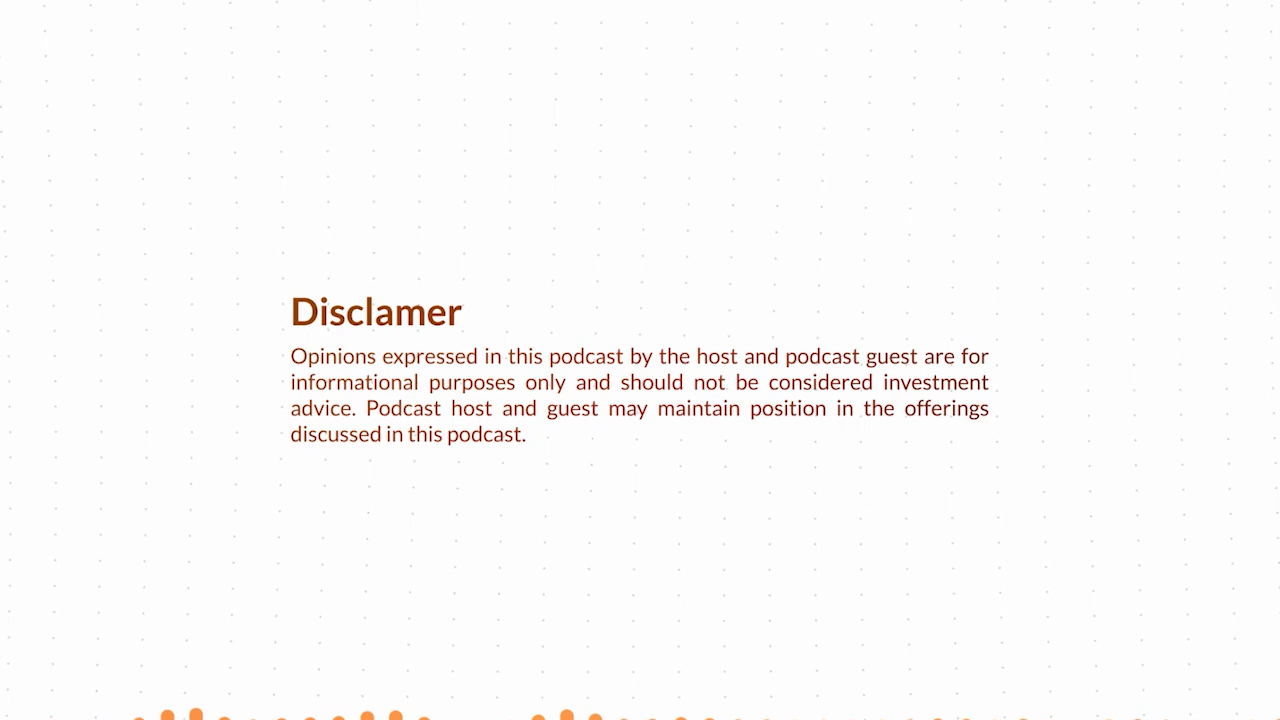 Disclamer
Opinions expressed in this podcast by the host and podcast guest are for
informational purposes only and should not be considered investment
advice. Podcast host and guest may maintain position in the offerings
discussed in this podcast.